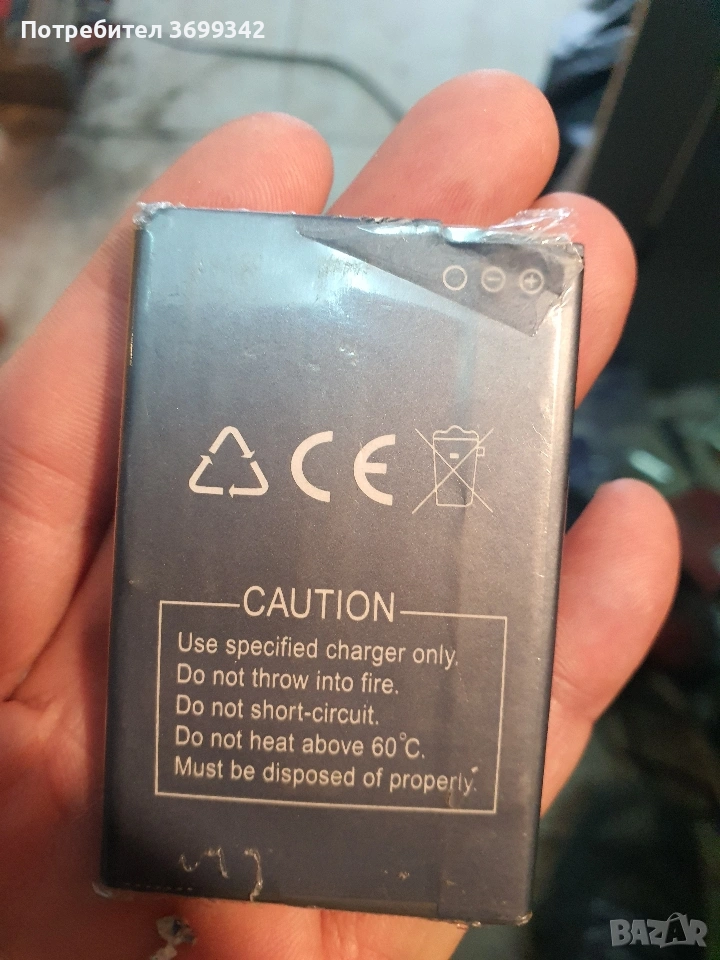 Потребител 3699342
CE
CAUTION
Use specified charger only.
Do not throw into fire.
Do not short-circuit.
Do not heat above 60°C.
Must be disposed of properly.
BAZAR